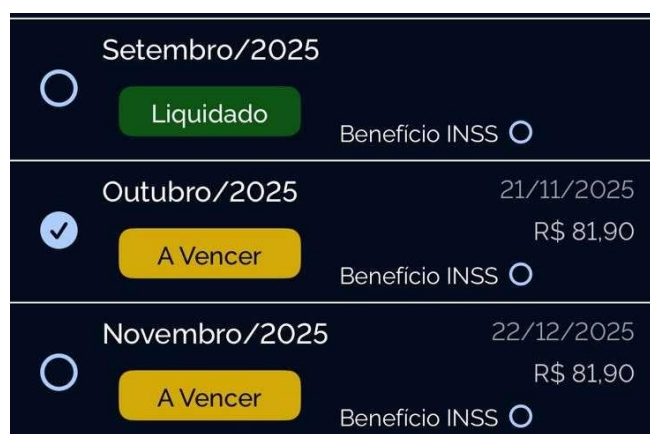 Setembro/2025
Liquidado
Benefício INSS
Outubro/2025
21/11/2025
R$ 81,90
A Vencer
Benefício INSS
Novembro/2025
22/12/2025
R$ 81,90
A Vencer
Benefício INSS